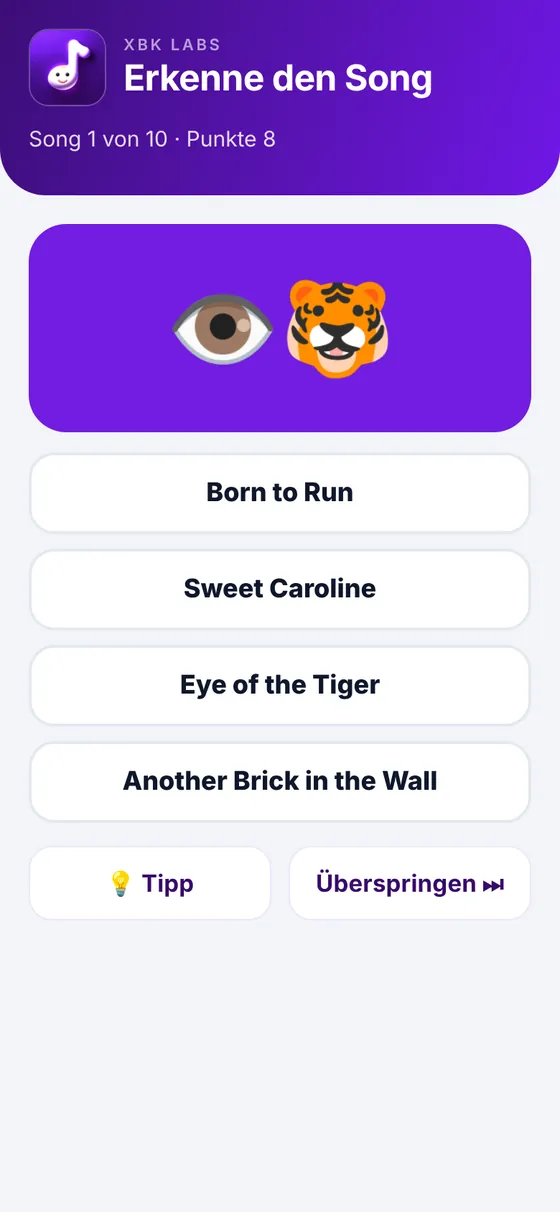 XBK LABS
Erkenne den Song
Song 1 von 10 · Punkte 8
Born to Run
Sweet Caroline
Eye of the Tiger
Another Brick in the Wall
💡 Tipp
Überspringen ⏭